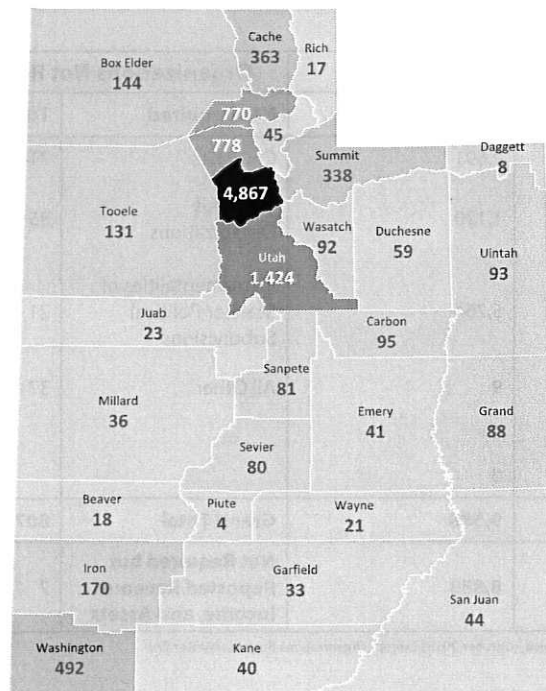 Cache
363
Rich
17
Box Elder
144
770
45
778
Summit
338
Daggett
8
4,867
Tooele
131
Wasatch
92
Duchesne
59
Uintah
93
Utah
1,424
Juab
23
Carbon
95
Sanpete
81
Millard
36
Emery
41
Grand
88
Sevier
80
Beaver
18
Piute
4
Wayne
21
Iron
170
Garfield
33
San Juan
44
Washington
492
Kane
40